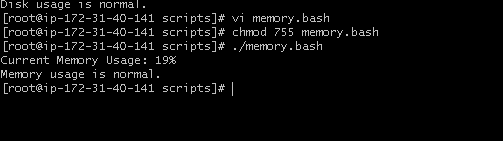 Disk usage is normal.
[root@ip-172-31-40-141 scripts]# vi memory.bash
[root@ip-172-31-40-141 scripts]# chmod 755 memory.bash
[root@ip-172-31-40-141 scripts]# ./memory.bash
Current Memory Usage: 19%
Memory usage is normal.
[root@ip-172-31-40-141 scripts]#